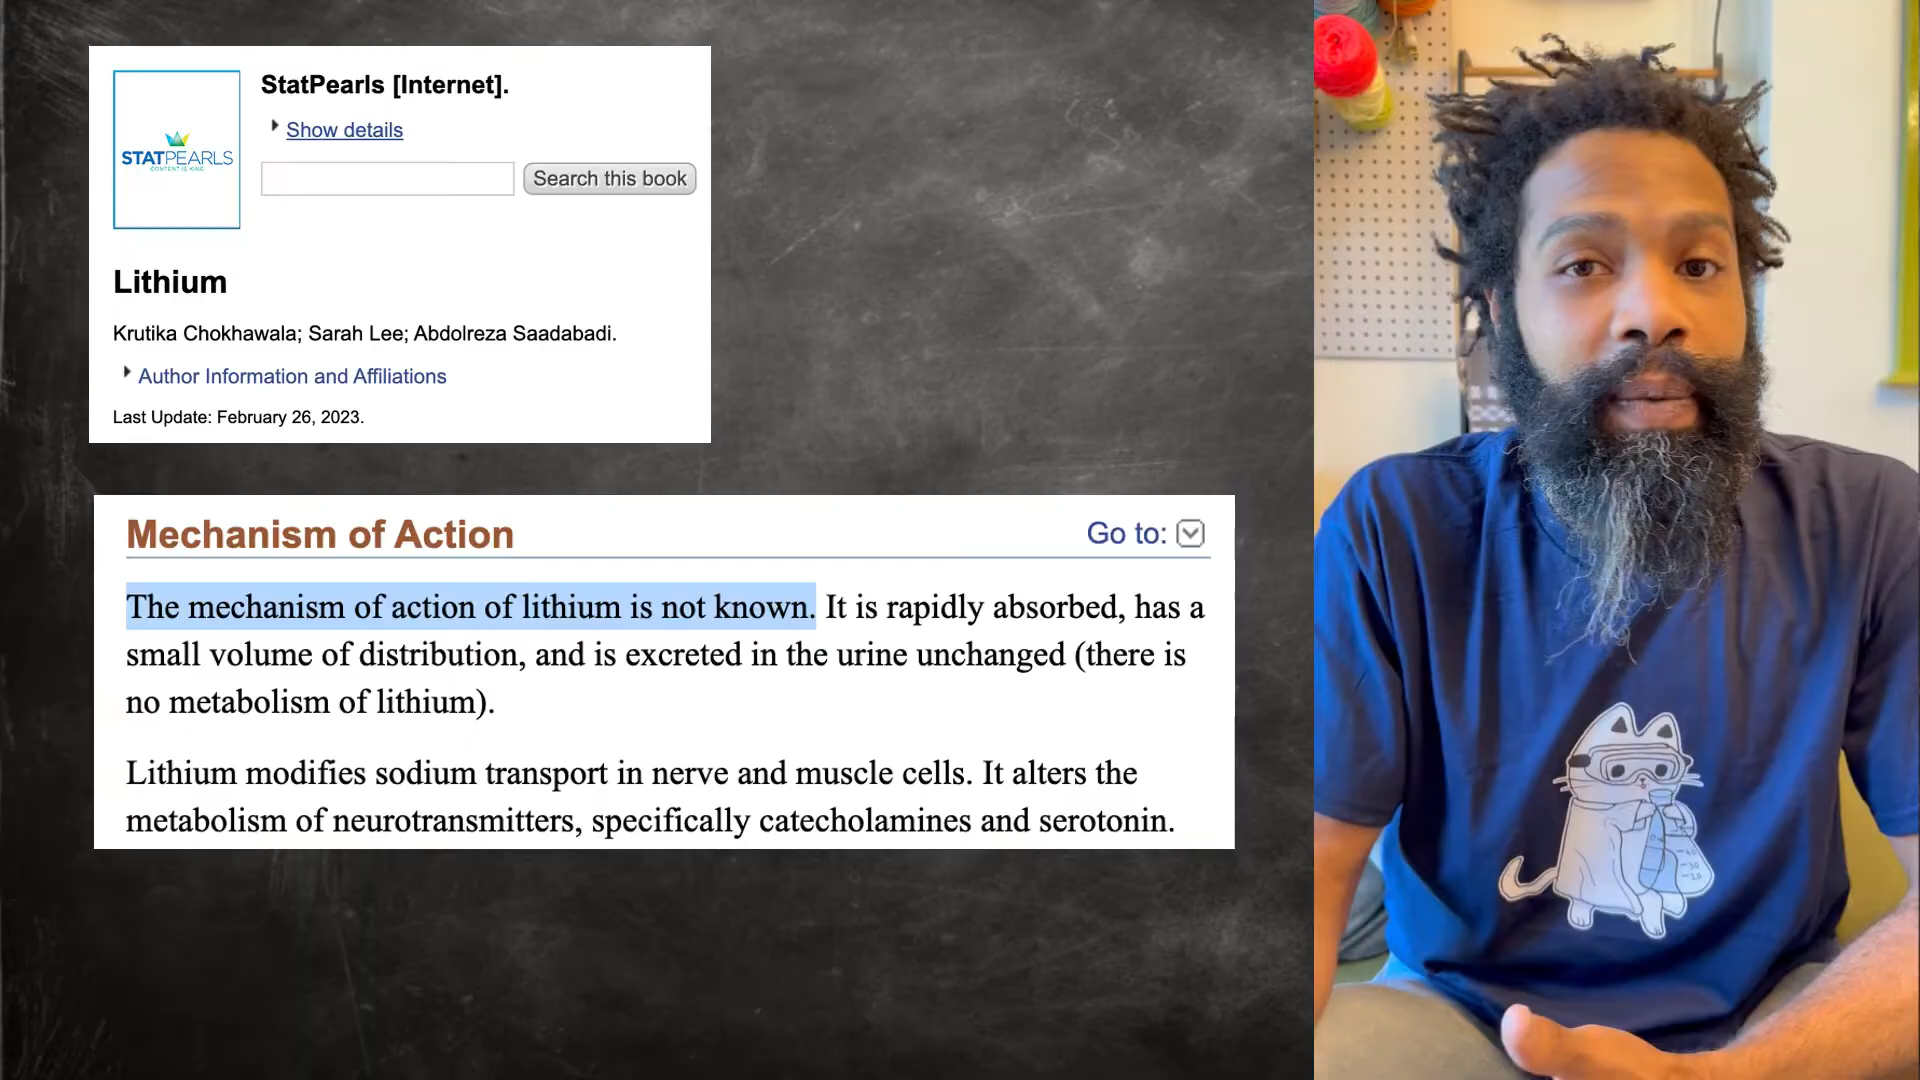 StatPearls [Internet].
Show details
STATPEARLS
CONTENT IS KING
Search this book
Lithium
Krutika Chokhawala; Sarah Lee; Abdolreza Saadabadi.
Author Information and Affiliations
Last Update: February 26, 2023.
Mechanism of Action
Go to:
The mechanism of action of lithium is not known. It is rapidly absorbed, has a
small volume of distribution, and is excreted in the urine unchanged (there is
no metabolism of lithium).
Lithium modifies sodium transport in nerve and muscle cells. It alters the
metabolism of neurotransmitters, specifically catecholamines and serotonin.